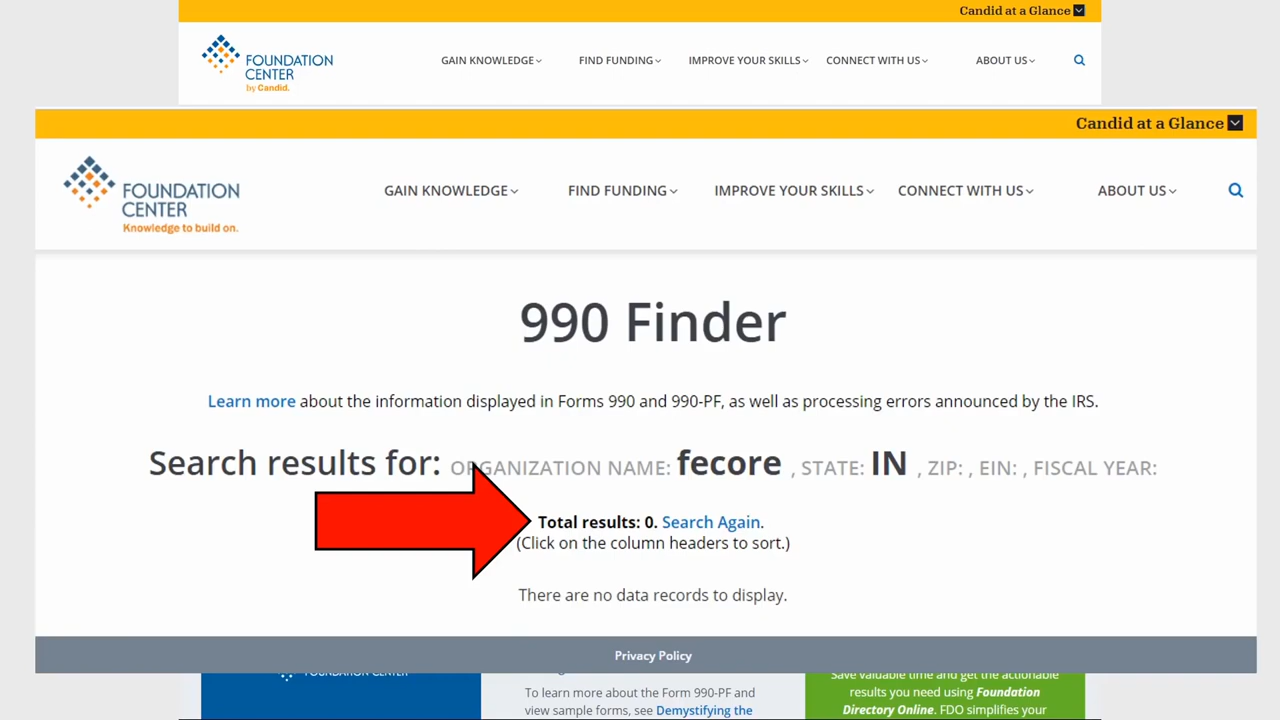 Candid at a Glance
FOUNDATION
CENTER
by Candid.
GAIN KNOWLEDGE
FIND FUNDING
IMPROVE YOUR SKILLS
CONNECT WITH US
ABOUT US
Candid at a Glance
FOUNDATION
CENTER
Knowledge to build on.
GAIN KNOWLEDGE
FIND FUNDING
IMPROVE YOUR SKILLS
CONNECT WITH US
ABOUT US
990 Finder
Learn more about the information displayed in Forms 990 and 990-PF, as well as processing errors announced by the IRS.
Search results for: ORGANIZATION NAME: fecore , STATE: IN , ZIP: , EIN: , FISCAL YEAR:
Total results: 0. Search Again.
(Click on the column headers to sort.)
There are no data records to display.
Privacy Policy
FOUNDATION CENTER
To learn more about the Form 990-PF and
view sample forms, see Demystifying the
Save valuable time and get the actionable
results you need using Foundation
Directory Online. FDO simplifies your